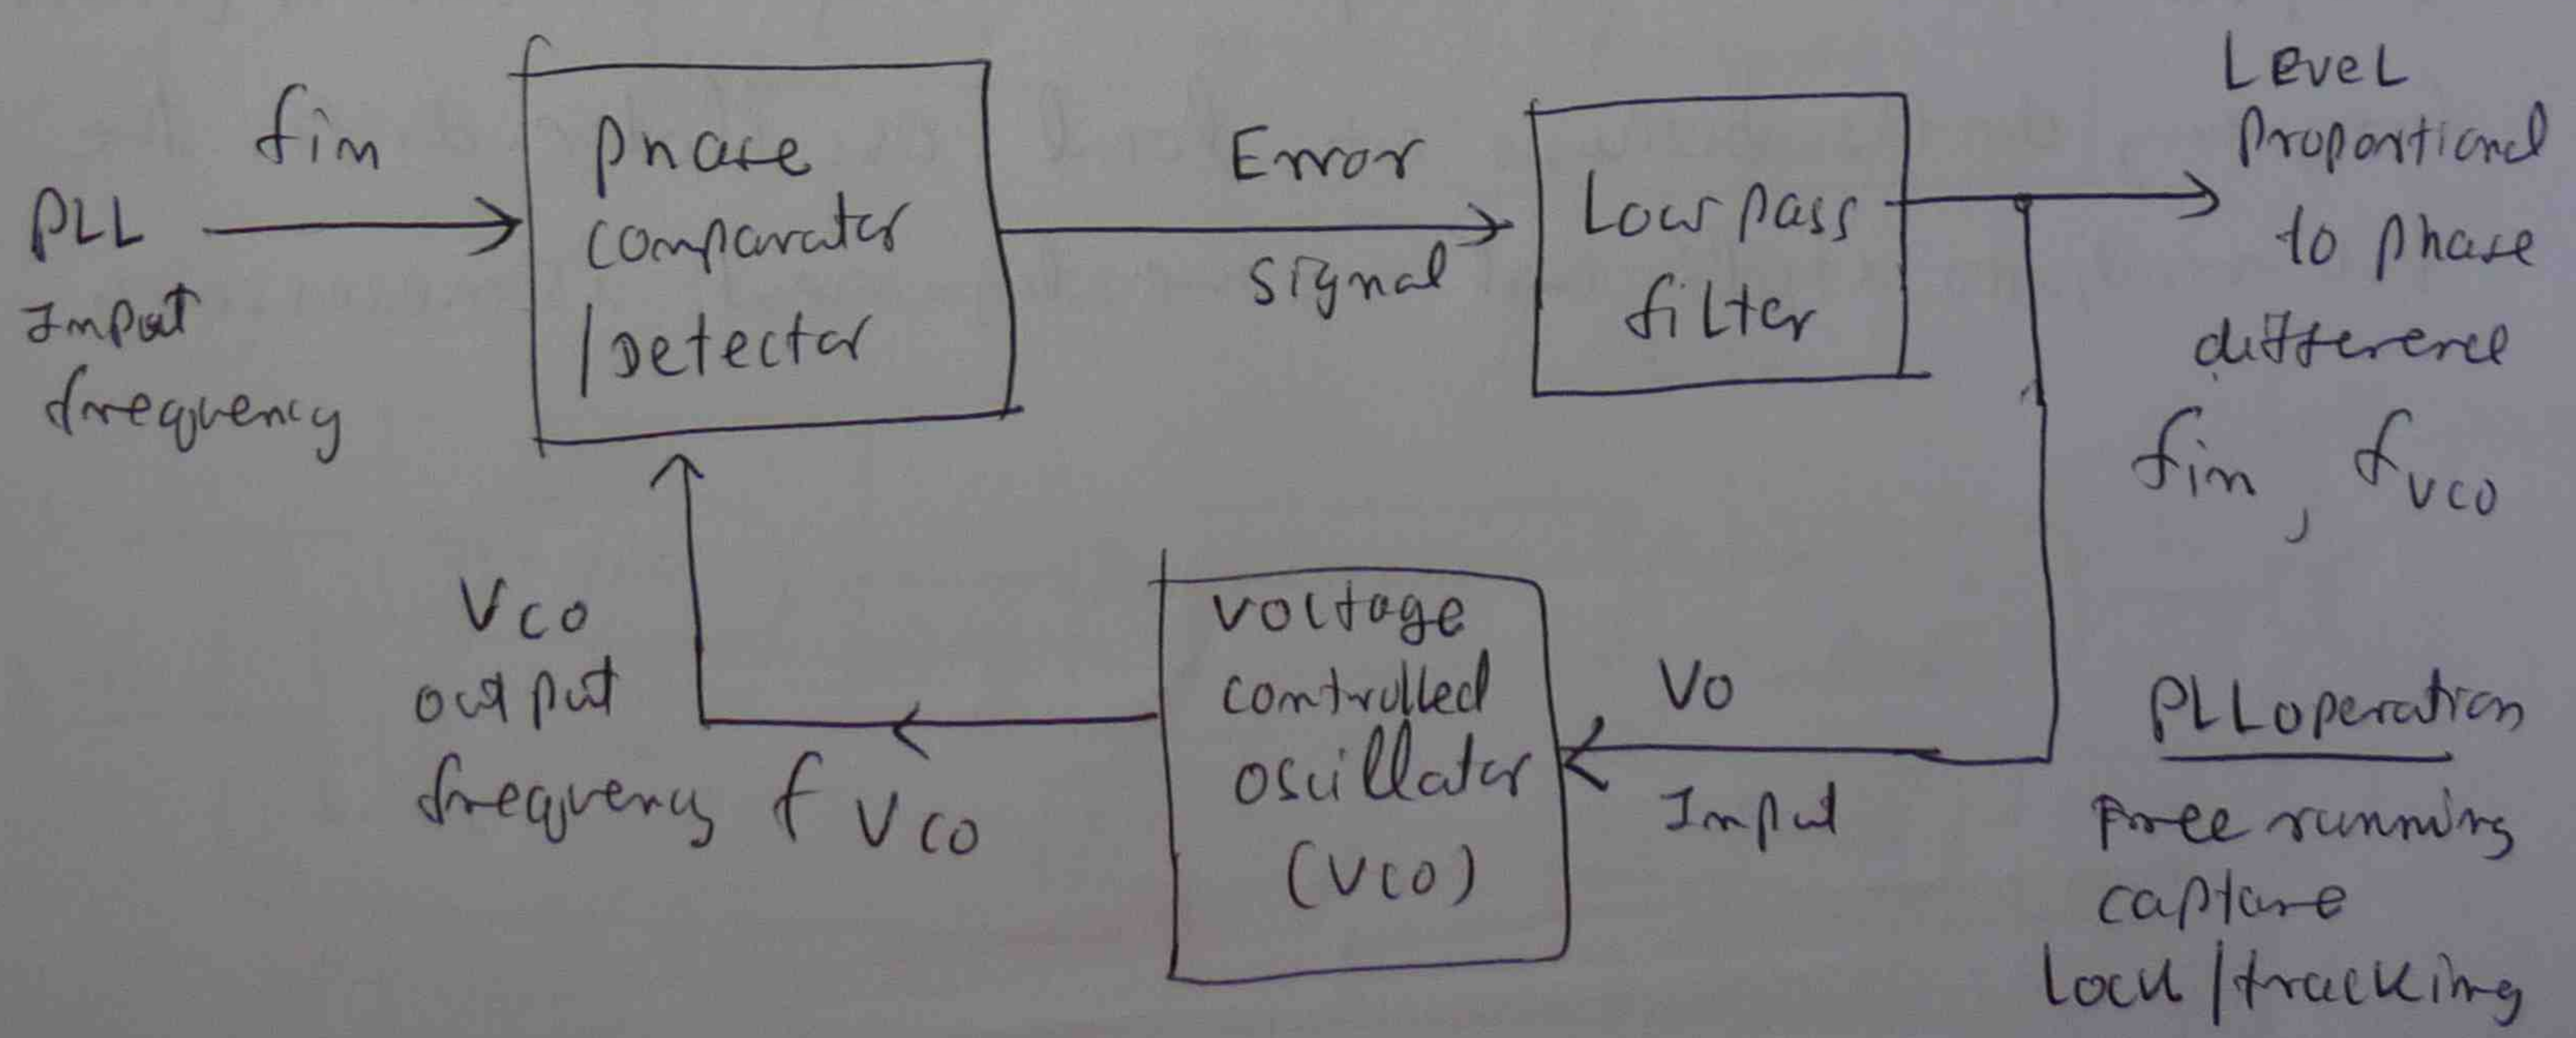 fin
PLL
Input
frequency
phase
comparator
/Detector
Error
signal
Low pass
filter
Level
proportional
to phase
difference
fin, fvco
Vco
output
frequency fvco
voltage
controlled
oscillator
(VCO)
Vo
Input
PLL operation
Free running
capture
Lock/tracking